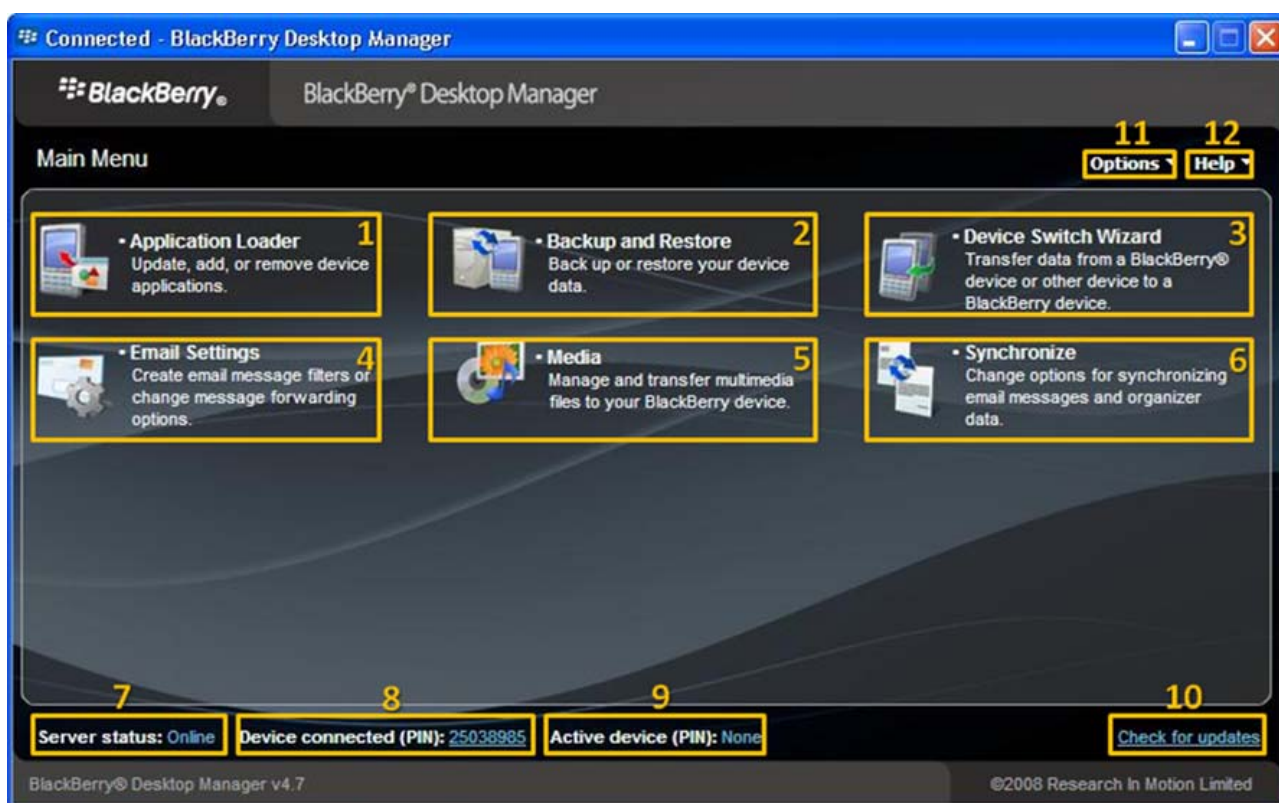 Connected - BlackBerry Desktop Manager
BlackBerry® BlackBerry® Desktop Manager
11 12
Main Menu Options Help
1
• Application Loader
Update, add, or remove device
applications.
2
• Backup and Restore
Back up or restore your device
data.
3
• Device Switch Wizard
Transfer data from a BlackBerry®
device or other device to a
BlackBerry device.
4
• Email Settings
Create email message filters or
change message forwarding
options.
5
• Media
Manage and transfer multimedia
files to your BlackBerry device.
6
• Synchronize
Change options for synchronizing
email messages and organizer
data.
7 8 9 10
Server status: Online Device connected (PIN): 25038985 Active device (PIN): None Check for updates
BlackBerry® Desktop Manager v4.7 ©2008 Research In Motion Limited